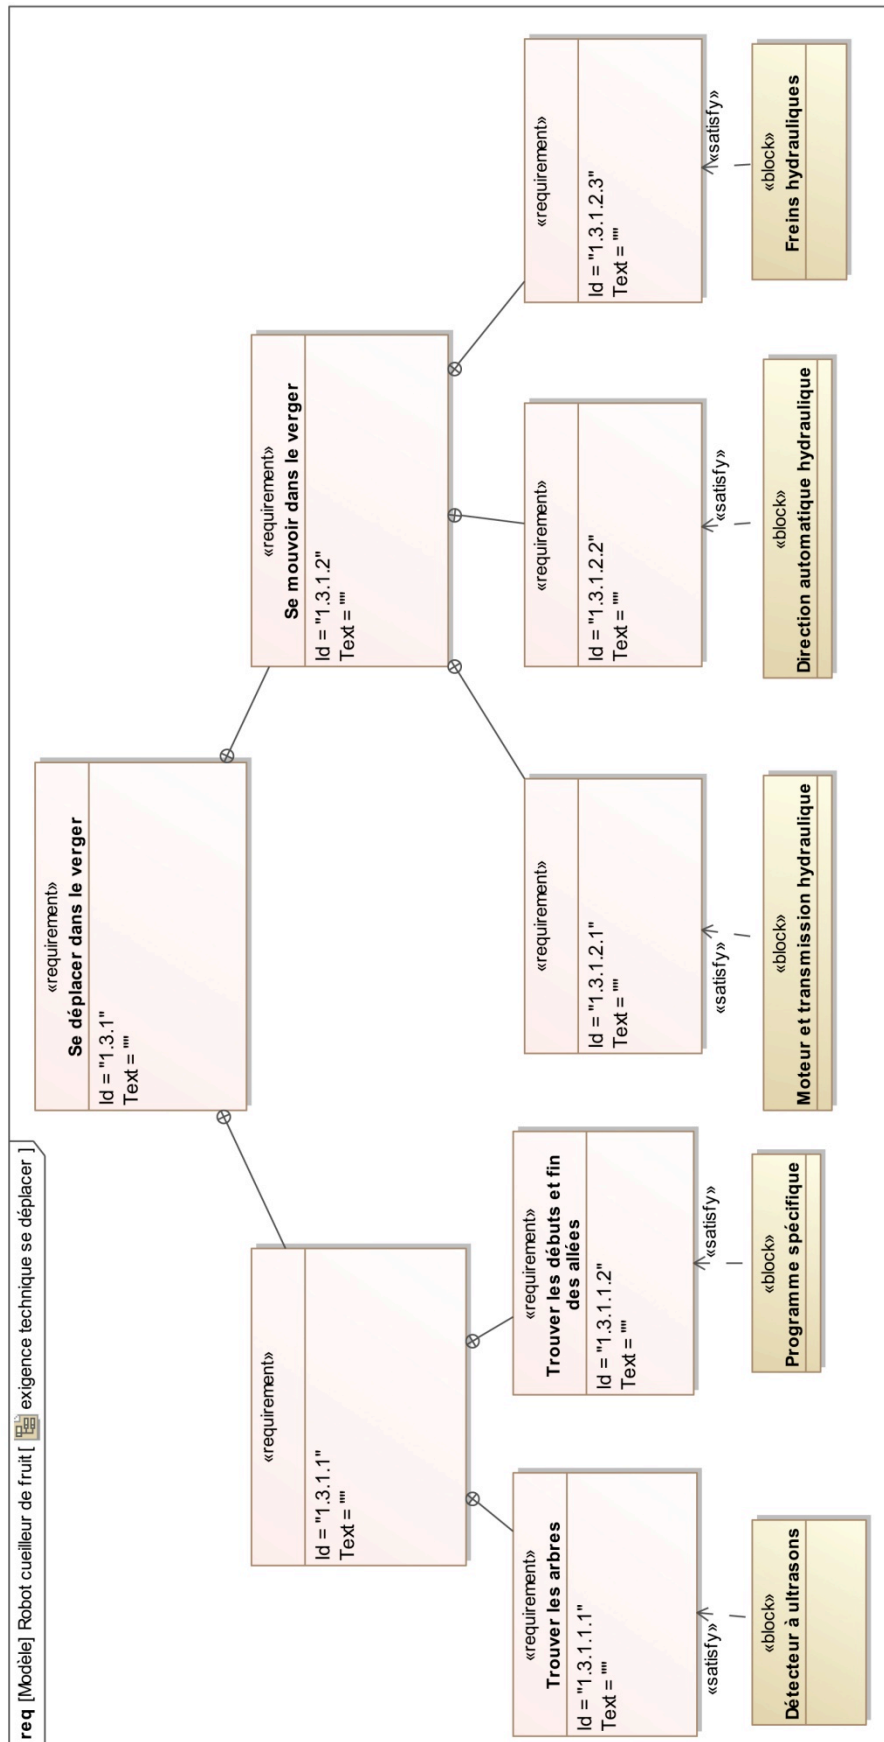 req [Modèle] Robot cueilleur de fruit [ exigence technique se déplacer ]
«requirement»
Se déplacer dans le verger
Id = "1.3.1"
Text = ""
«requirement»
Id = "1.3.1.1"
Text = ""
«requirement»
Se mouvoir dans le verger
Id = "1.3.1.2"
Text = ""
«requirement»
Trouver les arbres
Id = "1.3.1.1.1"
Text = ""
«requirement»
Trouver les débuts et fin
des allées
Id = "1.3.1.1.2"
Text = ""
«requirement»
Id = "1.3.1.2.1"
Text = ""
«requirement»
Id = "1.3.1.2.2"
Text = ""
«requirement»
Id = "1.3.1.2.3"
Text = ""
«satisfy»
«satisfy»
«satisfy»
«satisfy»
«satisfy»
«block»
Détecteur à ultrasons
«block»
Programme spécifique
«block»
Moteur et transmission hydraulique
«block»
Direction automatique hydraulique
«block»
Freins hydrauliques